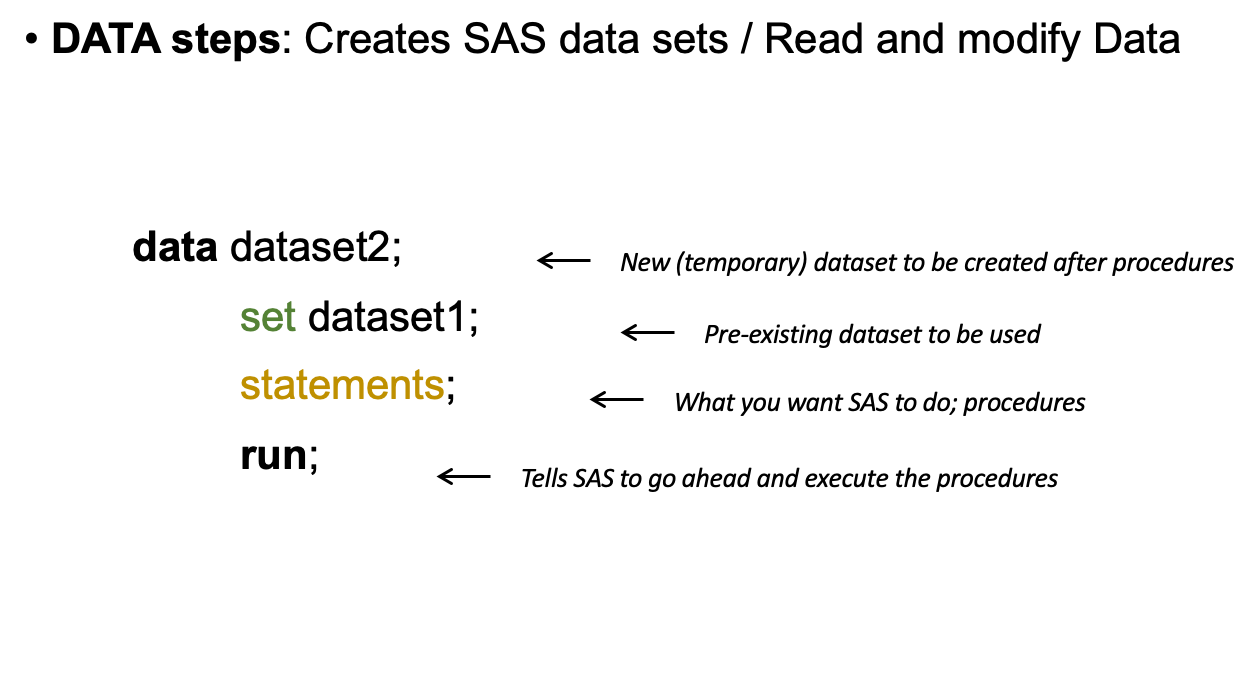 • DATA steps: Creates SAS data sets / Read and modify Data
data dataset2;
New (temporary) dataset to be created after procedures
set dataset1;
Pre-existing dataset to be used
statements;
What you want SAS to do; procedures
run;
Tells SAS to go ahead and execute the procedures